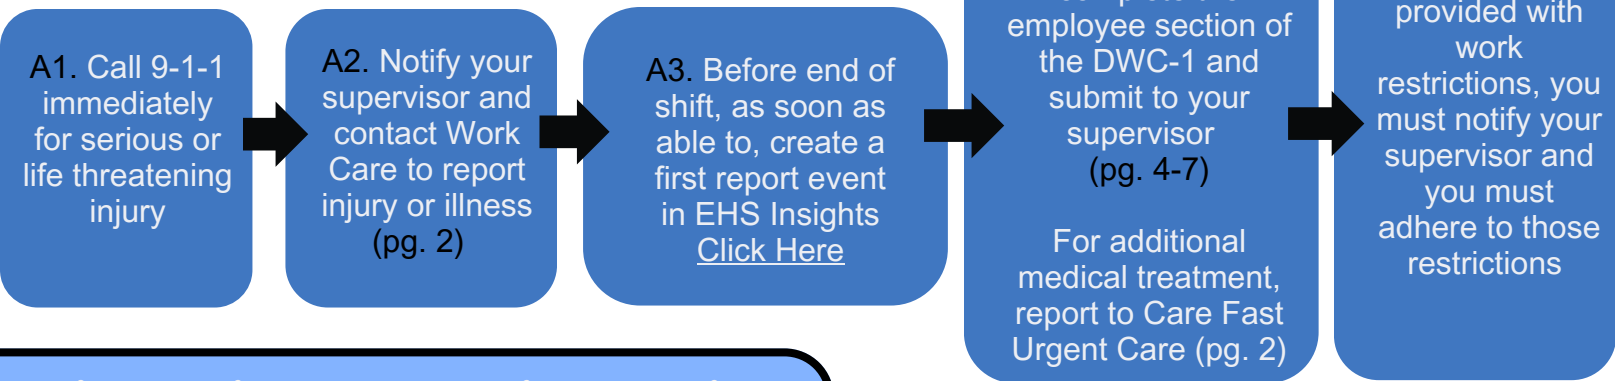 A1. Call 9-1-1
immediately
for serious or
life threatening
injury
A2. Notify your
supervisor and
contact Work
Care to report
injury or illness
(pg. 2)
A3. Before end of
shift, as soon as
able to, create a
first report event
in EHS Insights
Click Here
employee section of
the DWC-1 and
submit to your
supervisor
(pg. 4-7)
For additional
medical treatment,
report to Care Fast
Urgent Care (pg. 2)
provided with
work
restrictions, you
must notify your
supervisor and
you must
adhere to those
restrictions